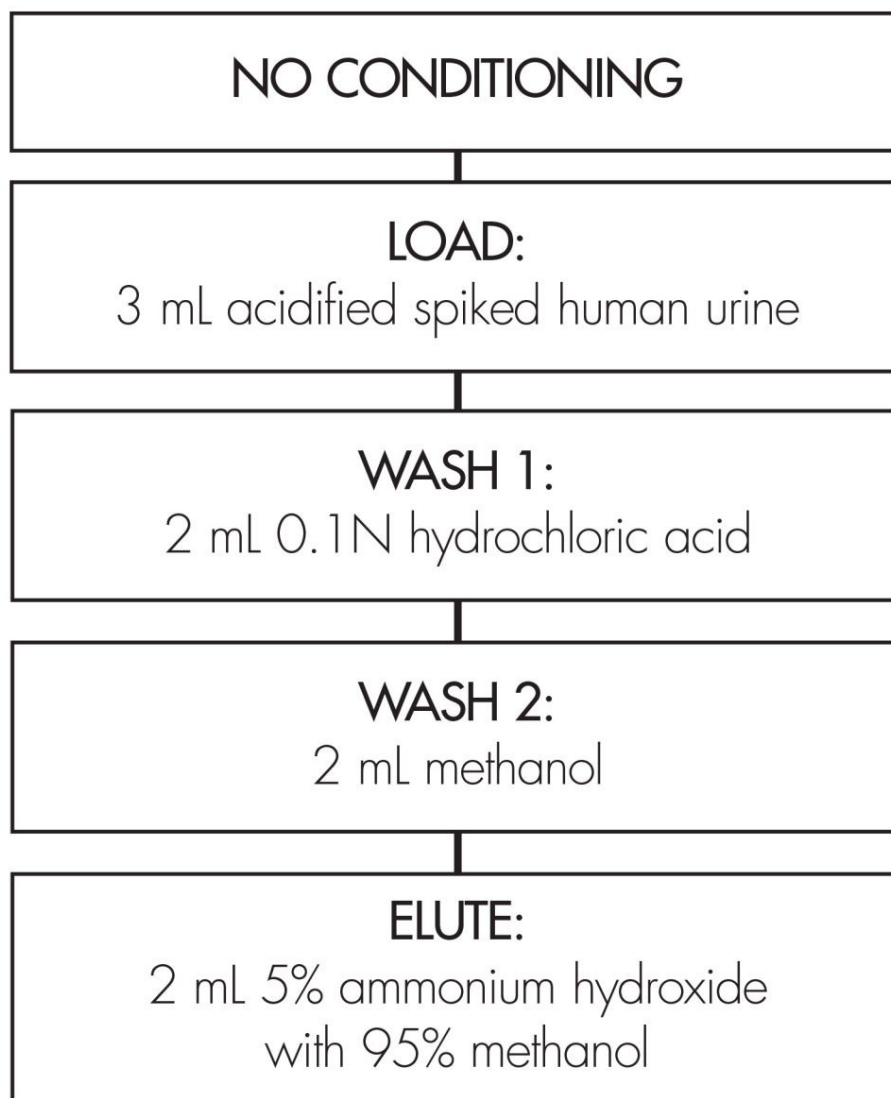 NO CONDITIONING
LOAD:
3 mL acidified spiked human urine
WASH 1:
2 mL 0.1N hydrochloric acid
WASH 2:
2 mL methanol
ELUTE:
2 mL 5% ammonium hydroxide
with 95% methanol